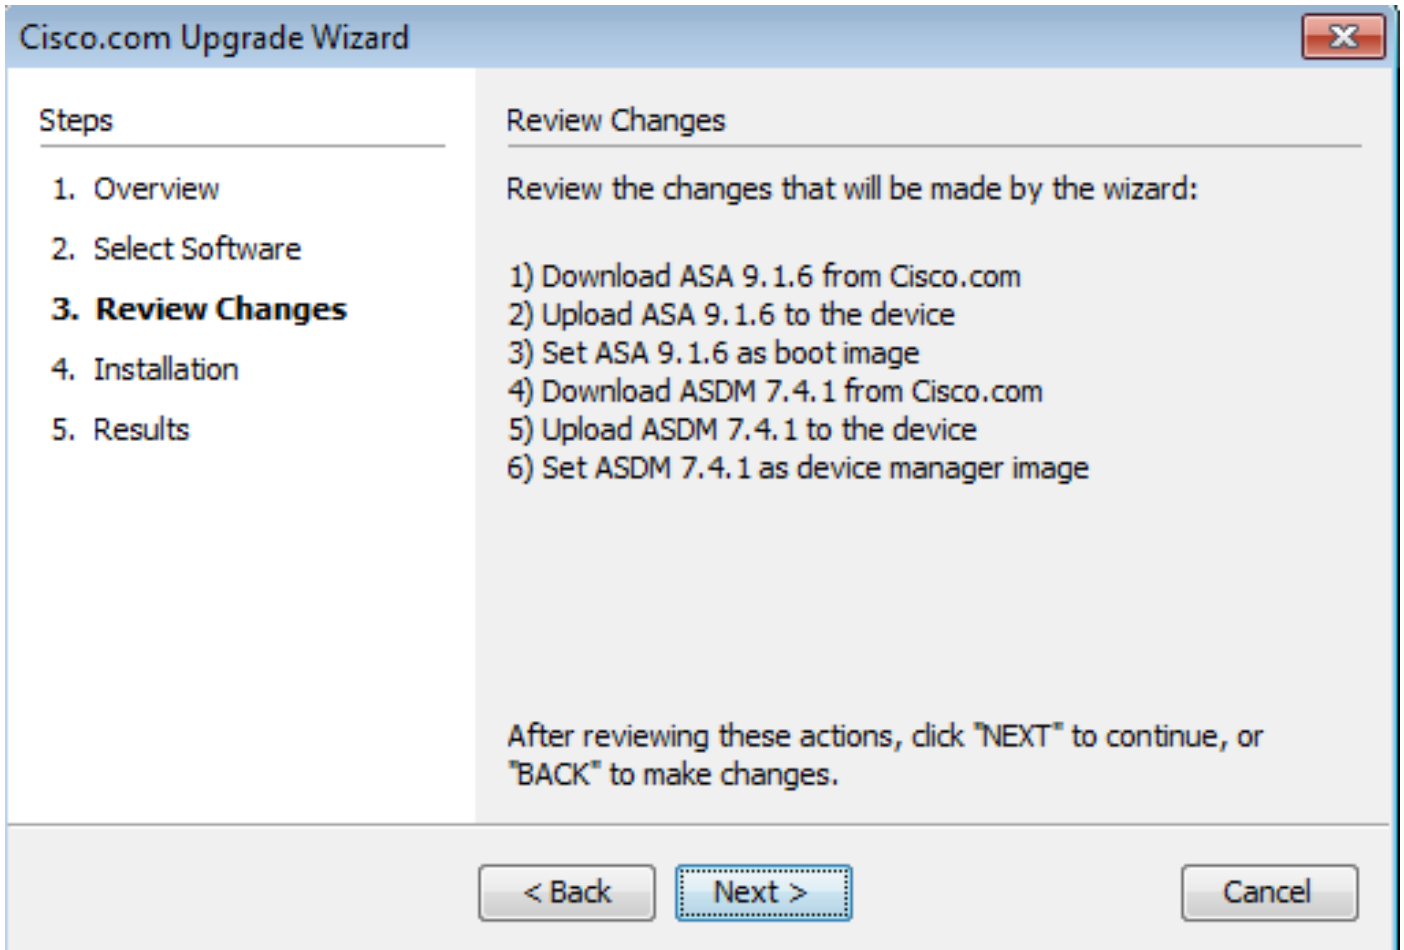 Cisco.com Upgrade Wizard
Steps
1. Overview
2. Select Software
3. Review Changes
4. Installation
5. Results
Review Changes
Review the changes that will be made by the wizard:
1) Download ASA 9.1.6 from Cisco.com
2) Upload ASA 9.1.6 to the device
3) Set ASA 9.1.6 as boot image
4) Download ASDM 7.4.1 from Cisco.com
5) Upload ASDM 7.4.1 to the device
6) Set ASDM 7.4.1 as device manager image
After reviewing these actions, click "NEXT" to continue, or
"BACK" to make changes.
< Back
Next >
Cancel